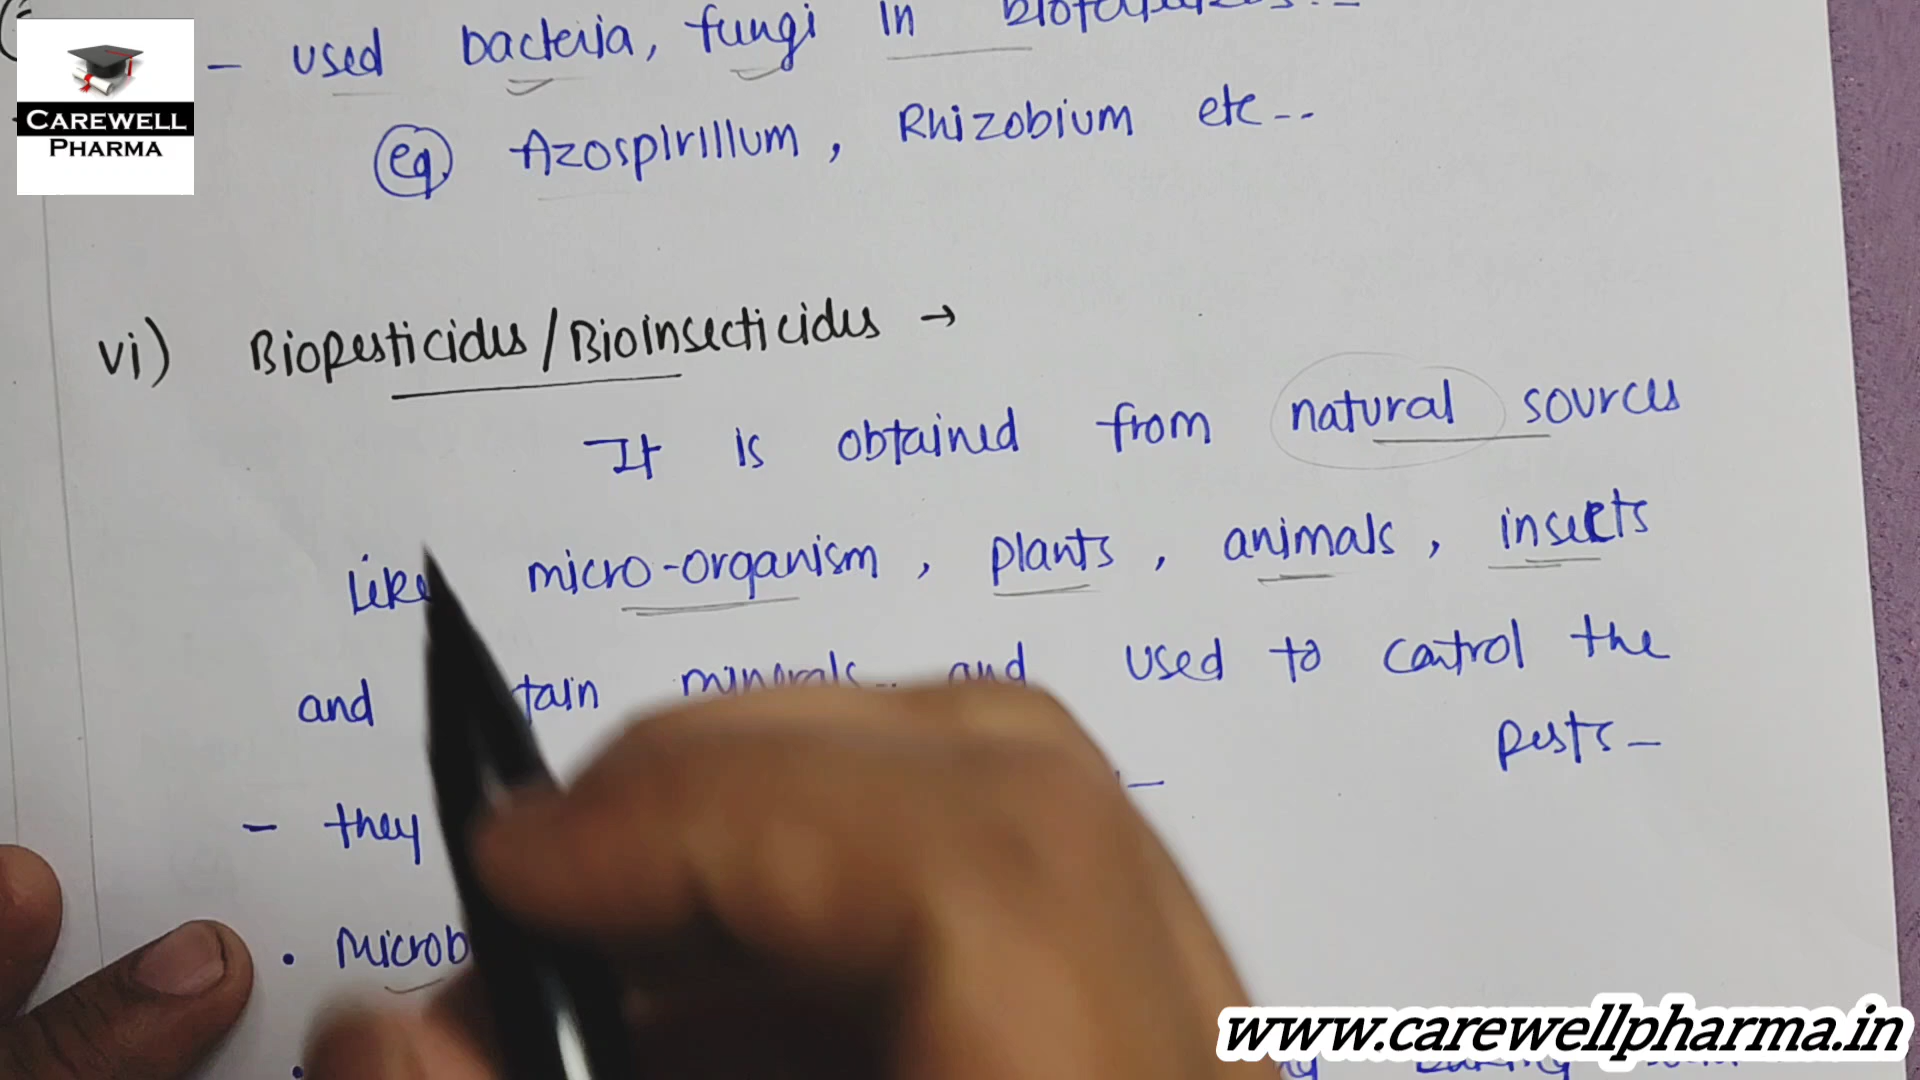 - used bacteria, fungi in
eg. Azospirillum, Rhizobium etc--
CAREWELL
PHARMA
vi) Biopesticides/Bioinsecticides →
It is obtained from natural sources
like micro-organism, plants, animals, insects
and minerals and used to control the
pests-
- they
. Microb
www.carewellpharma.in